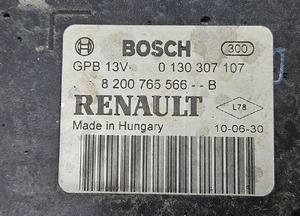 BOSCH 300
GPB 13V- 0 130 307 107
8 200 765 566 - - B
RENAULT L78
Made in Hungary 10-06-30